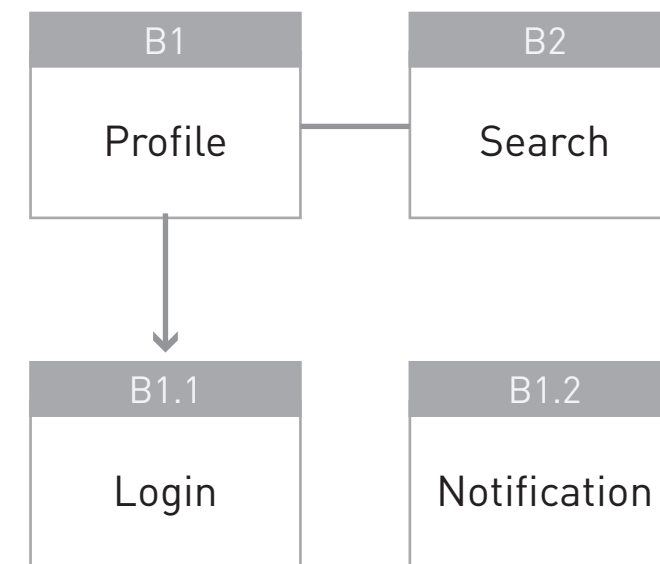 B1
Profile
B2
Search
B1.1
Login
B1.2
Notification